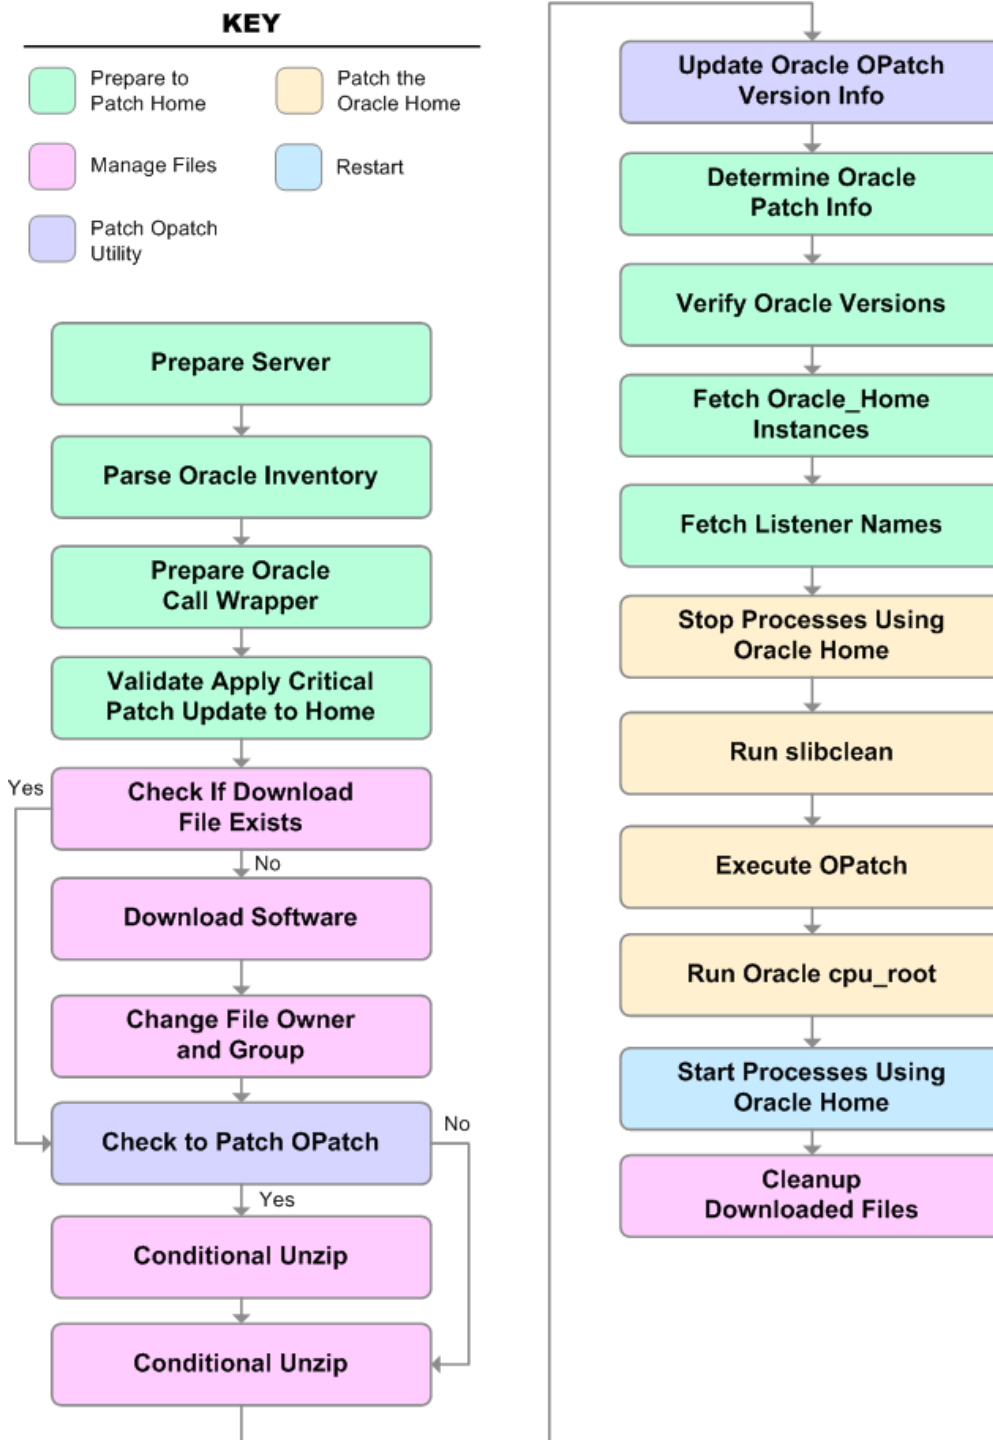 KEY
Prepare to
Patch Home
Patch the
Oracle Home
Manage Files
Restart
Patch Opatch
Utility
Prepare Server
Parse Oracle Inventory
Prepare Oracle
Call Wrapper
Validate Apply Critical
Patch Update to Home
Yes
Check If Download
File Exists
No
Download Software
Change File Owner
and Group
Check to Patch OPatch
No
Yes
Conditional Unzip
Conditional Unzip
Update Oracle OPatch
Version Info
Determine Oracle
Patch Info
Verify Oracle Versions
Fetch Oracle_Home
Instances
Fetch Listener Names
Stop Processes Using
Oracle Home
Run slibclean
Execute OPatch
Run Oracle cpu_root
Start Processes Using
Oracle Home
Cleanup
Downloaded Files